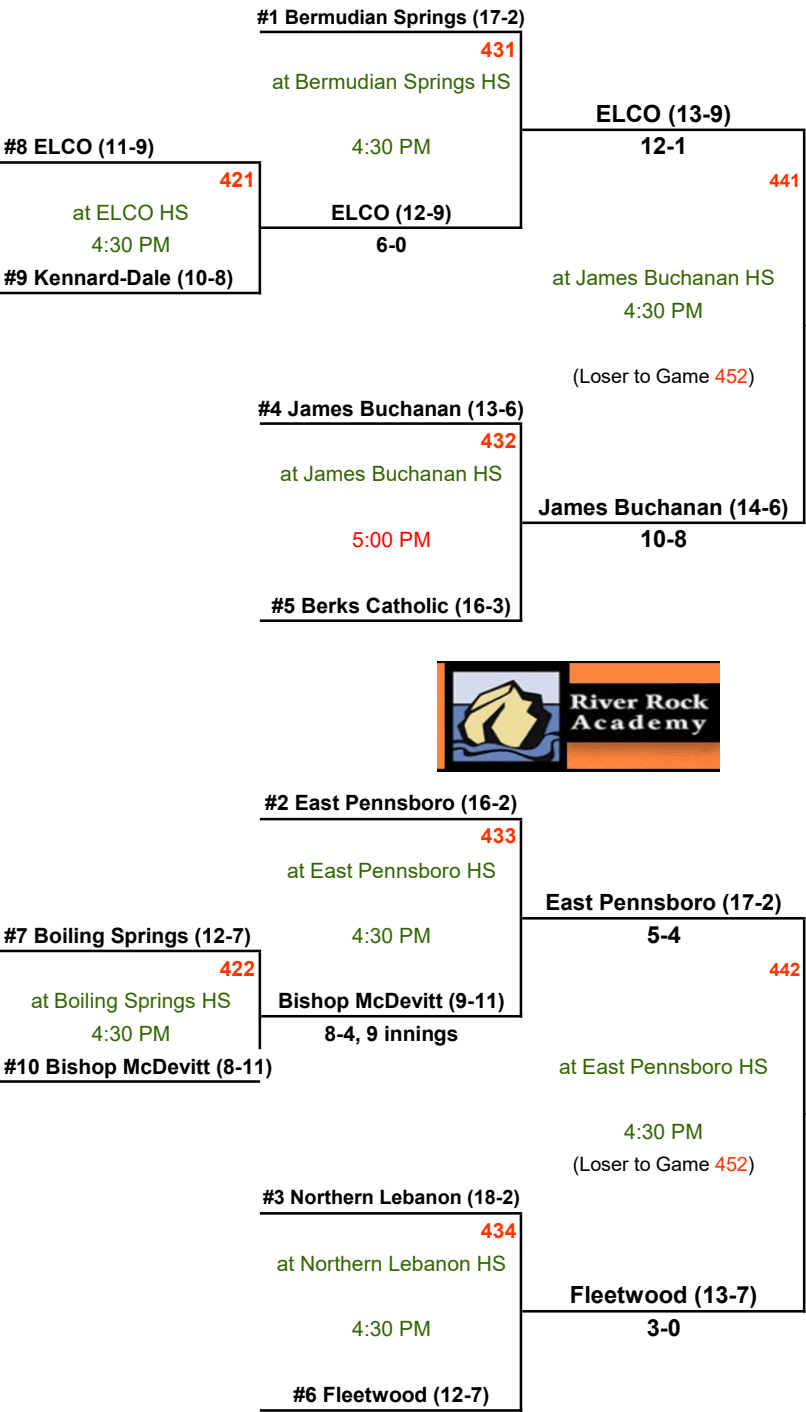 #1 Bermudian Springs (17-2)
431
at Bermudian Springs HS
ELCO (13-9)
#8 ELCO (11-9)
4:30 PM
12-1
421
441
at ELCO HS
ELCO (12-9)
4:30 PM
6-0
#9 Kennard-Dale (10-8)
at James Buchanan HS
4:30 PM
(Loser to Game 452)
#4 James Buchanan (13-6)
432
at James Buchanan HS
James Buchanan (14-6)
5:00 PM
10-8
#5 Berks Catholic (16-3)
River Rock
Academy
#2 East Pennsboro (16-2)
433
at East Pennsboro HS
East Pennsboro (17-2)
#7 Boiling Springs (12-7)
4:30 PM
5-4
422
442
at Boiling Springs HS
Bishop McDevitt (9-11)
4:30 PM
8-4, 9 innings
#10 Bishop McDevitt (8-11)
at East Pennsboro HS
4:30 PM
(Loser to Game 452)
#3 Northern Lebanon (18-2)
434
at Northern Lebanon HS
Fleetwood (13-7)
4:30 PM
3-0
#6 Fleetwood (12-7)